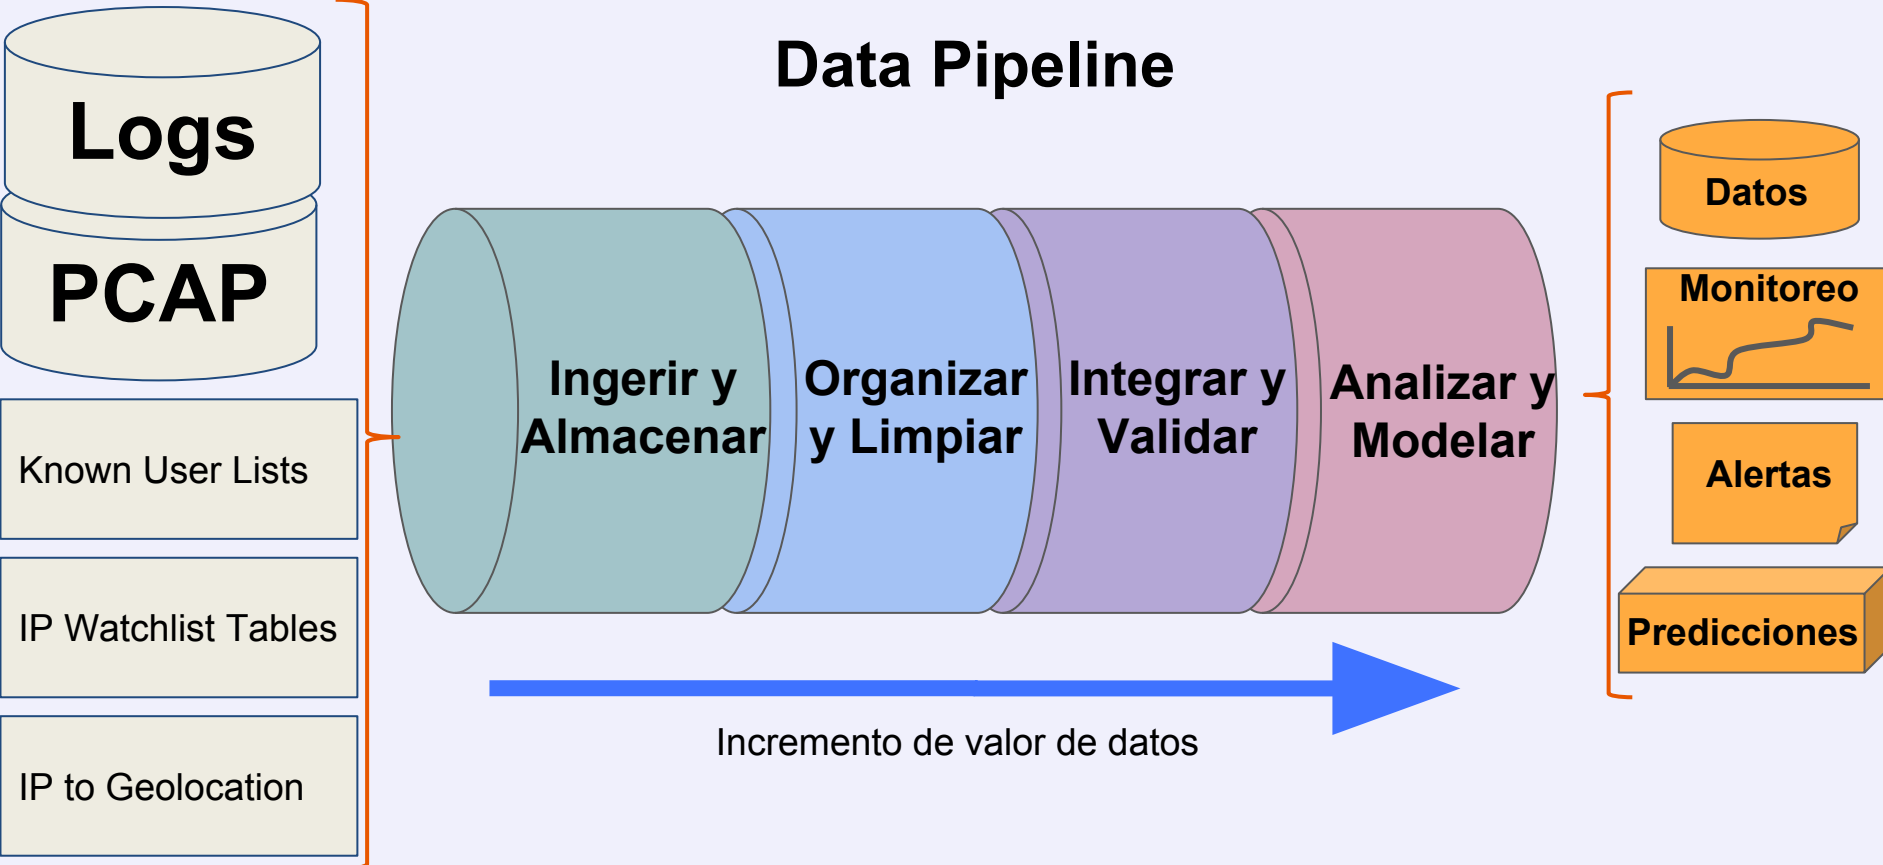 Data Pipeline
Logs
PCAP
Known User Lists
IP Watchlist Tables
IP to Geolocation
Ingerir y
Almacenar
Organizar
y Limpiar
Integrar y
Validar
Analizar y
Modelar
Incremento de valor de datos
Datos
Monitoreo
Alertas
Predicciones